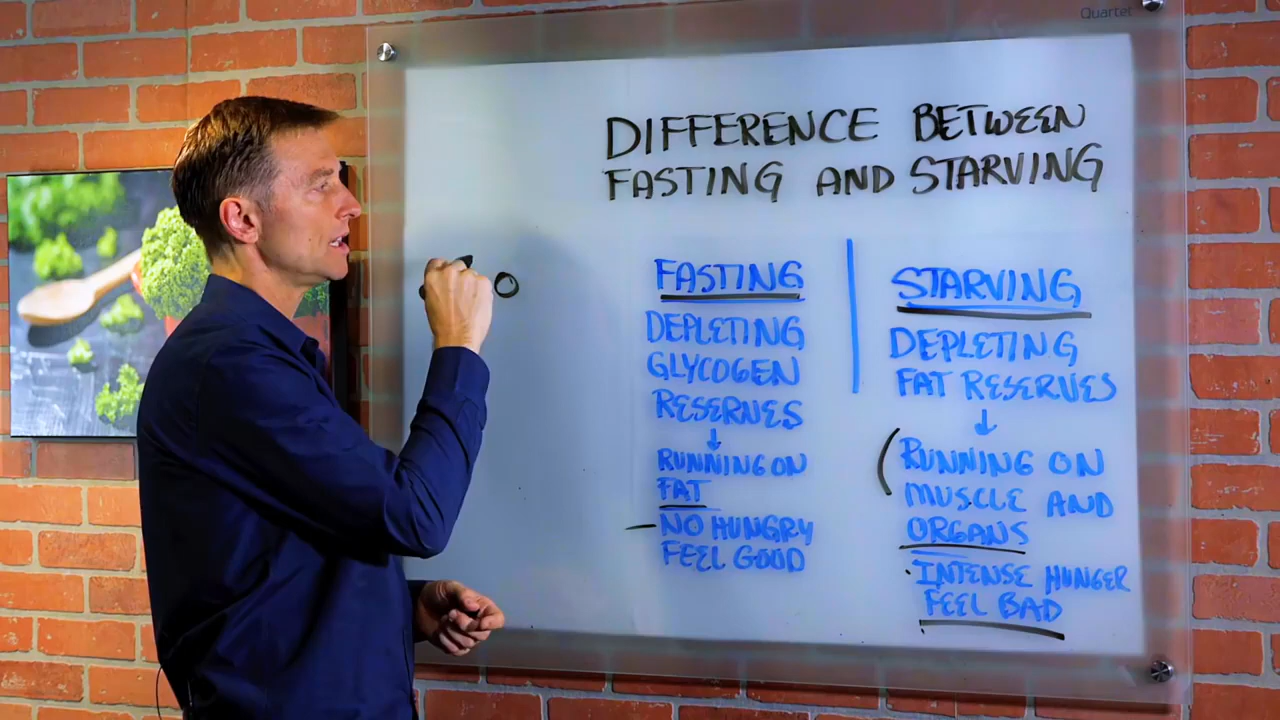 Quartet
DIFFERENCE BETWEEN
FASTING AND STARVING
FASTING
DEPLETING
GLYCOGEN
RESERVES
↓
RUNNING ON
FAT
- NO HUNGRY
FEEL GOOD
STARVING
DEPLETING
FAT RESERVES
↓
(RUNNING ON
MUSCLE AND
ORGANS
· INTENSE HUNGER
FEEL BAD